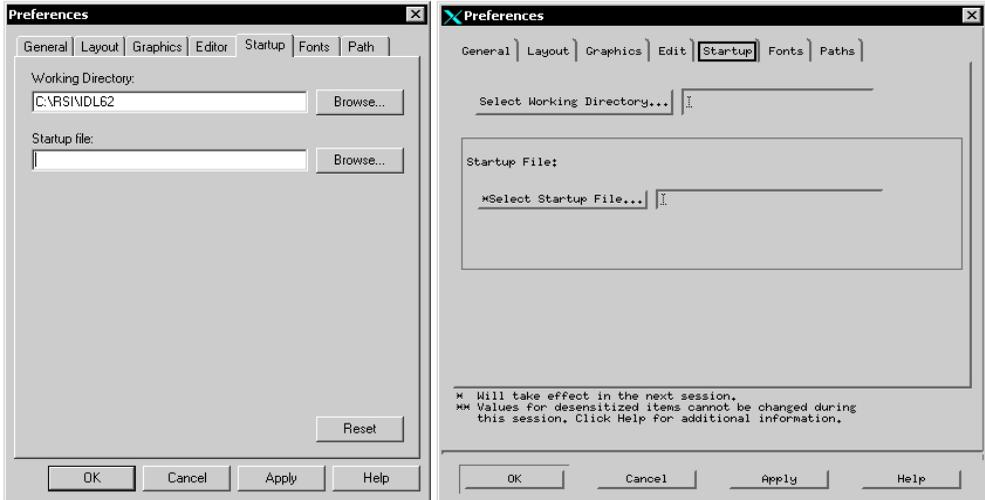 Preferences
General Layout Graphics Editor Startup Fonts Path
Working Directory:
C:\RSI\IDL62 Browse...
Startup file:
Browse...
Reset
OK Cancel Apply Help
Preferences
General Layout Graphics Edit Startup Fonts Paths
Select Working Directory...
Startup File:
*Select Startup File...
* Will take effect in the next session.
** Values for desensitized items cannot be changed during
this session. Click Help for additional information.
OK Cancel Apply Help